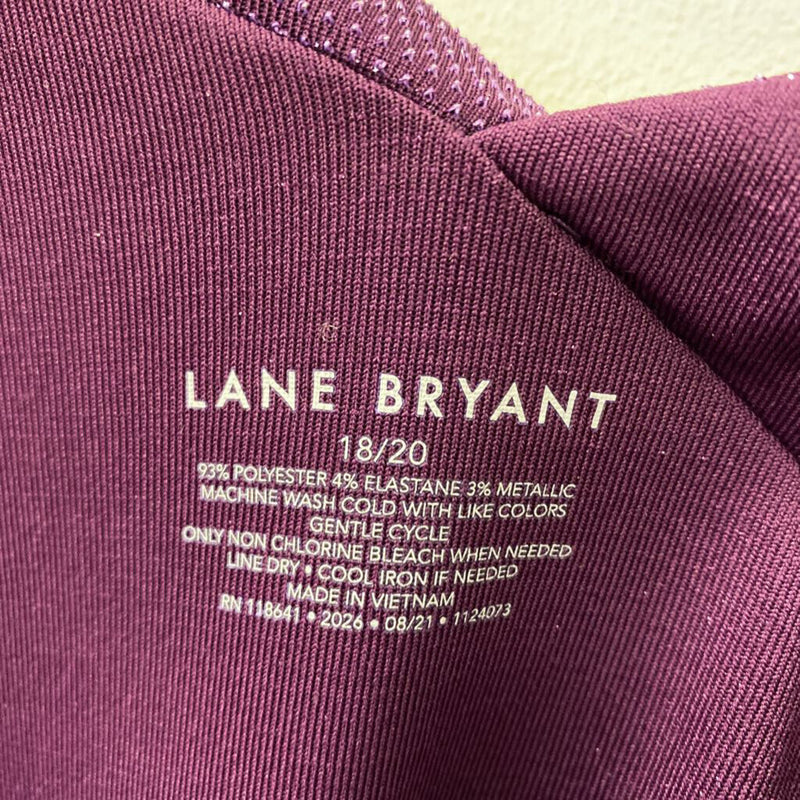 LANE BRYANT
18/20
93% POLYESTER 4% ELASTANE 3% METALLIC
MACHINE WASH COLD WITH LIKE COLORS
GENTLE CYCLE
ONLY NON CHLORINE BLEACH WHEN NEEDED
LINE DRY • COOL IRON IF NEEDED
MADE IN VIETNAM
RN 118641 • 2026 • 08/21 • 1124073